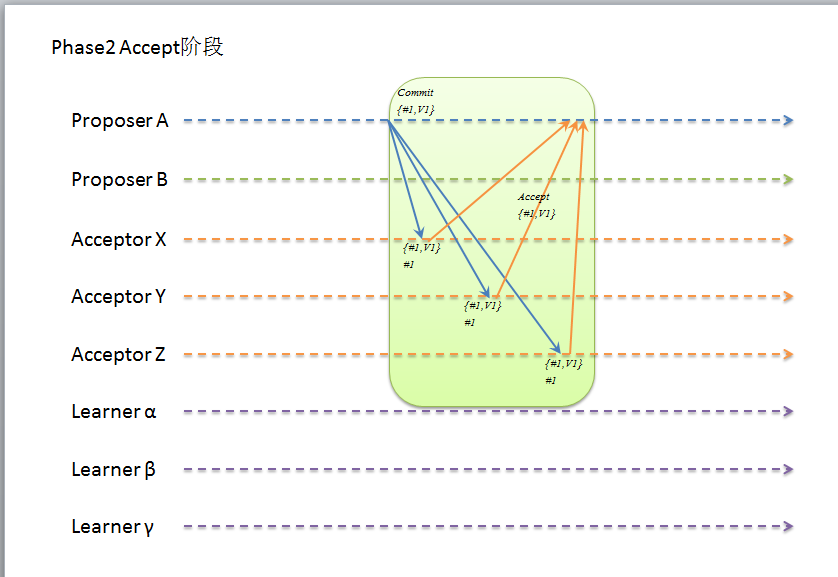 Phase2 Accept阶段
Commit
{#1,V1}
Proposer A
Proposer B
Accept
{#1,V1}
Acceptor X
{#1,V1}
#1
Acceptor Y
{#1,V1}
#1
Acceptor Z
{#1,V1}
#1
Learner α
Learner β
Learner γ